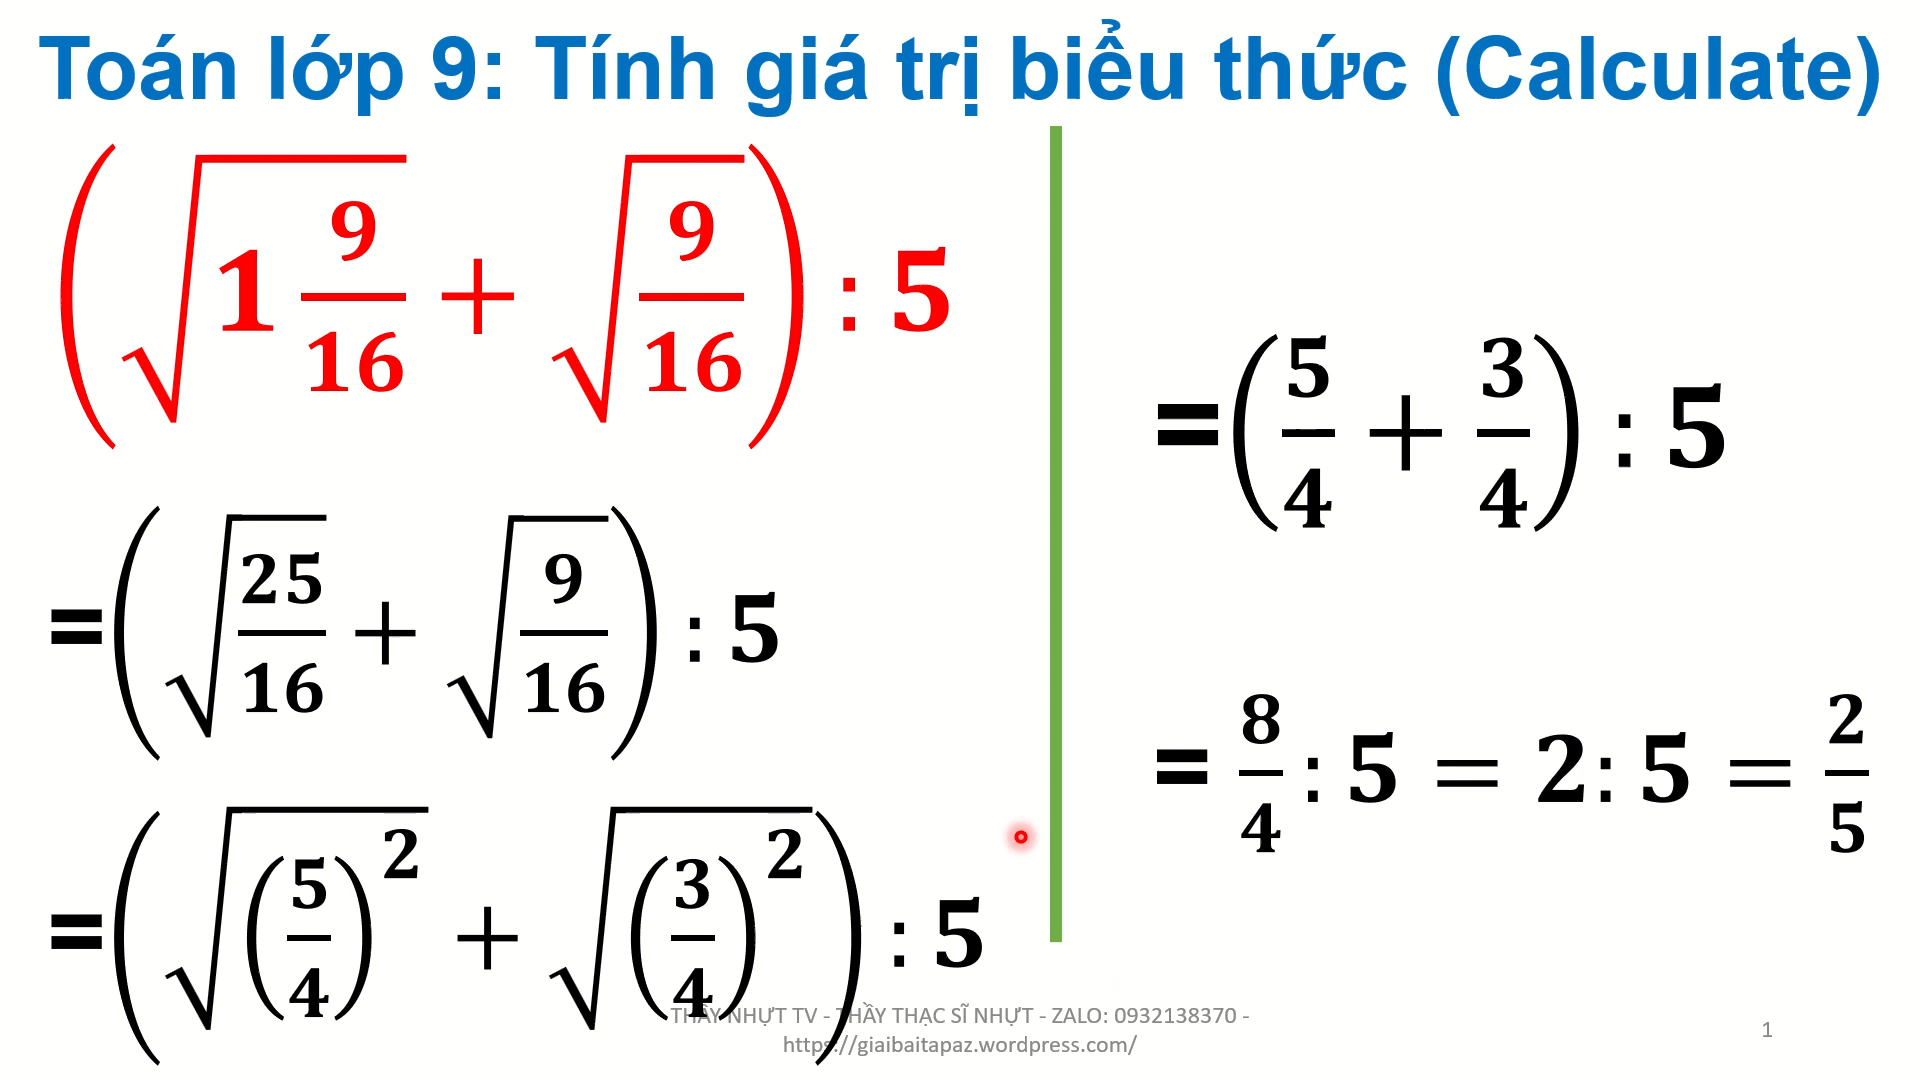 Toán lớp 9: Tính giá trị biểu thức (Calculate)
(√(1 9/16) + √(9/16)) : 5
=(√(25/16) + √(9/16)) : 5
=(√((5/4)²) + √((3/4)²)) : 5
=(5/4 + 3/4) : 5
= 8/4 : 5 = 2: 5 = 2/5
THẦY NHỰT TV - THẦY THẠC SĨ NHỰT - ZALO: 0932138370 -
https://giaibaitapaz.wordpress.com/
1